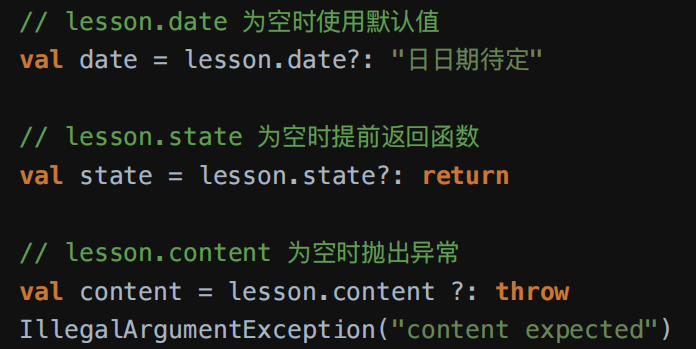 // lesson.date 为空时使用默认值
val date = lesson.date?: "日日期待定"
// lesson.state 为空时提前返回函数
val state = lesson.state?: return
// lesson.content 为空时抛出异常
val content = lesson.content ?: throw
IllegalArgumentException("content expected")